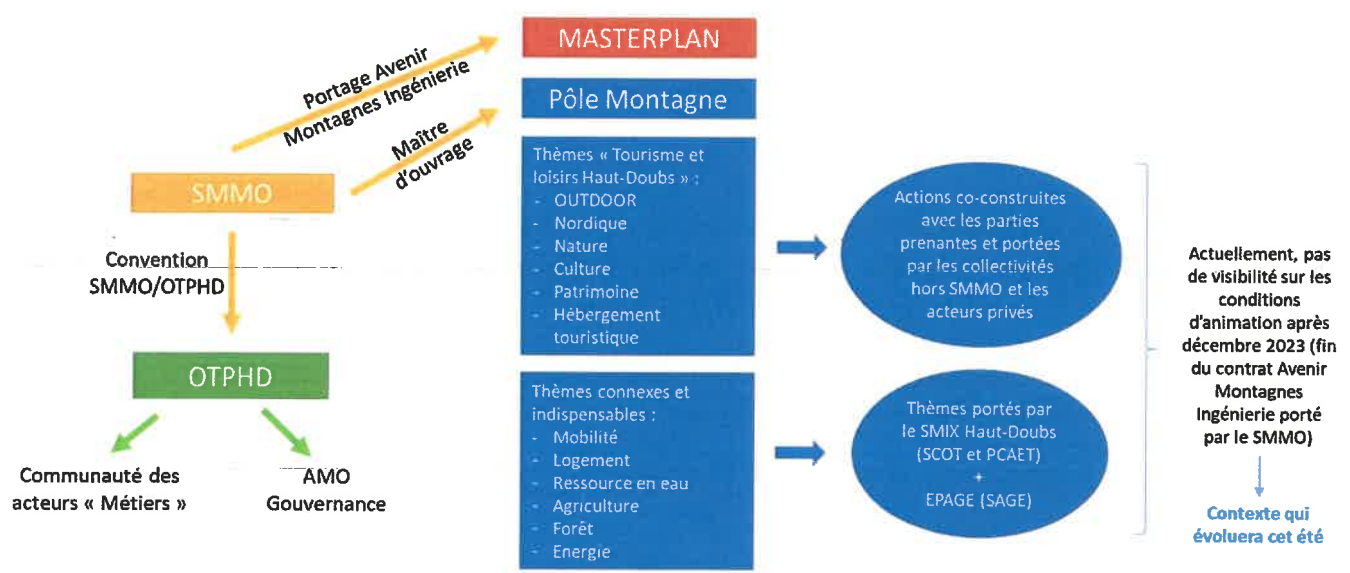 MASTERPLAN
Portage Avenir
Montagnes Ingénierie
Pôle Montagne
Maître
d'ouvrage
SMMO
Convention
SMMO/OTPHD
OTPHD
Communauté des
acteurs « Métiers »
AMO
Gouvernance
Thèmes « Tourisme et
loisirs Haut-Doubs » :
- OUTDOOR
- Nordique
- Nature
- Culture
- Patrimoine
- Hébergement
touristique
Thèmes connexes et
indispensables :
- Mobilité
- Logement
- Ressource en eau
- Agriculture
- Forêt
- Energie
Actions co-construites
avec les parties
prenantes et portées
par les collectivités
hors SMMO et les
acteurs privés
Thèmes portés par
le SMIX Haut-Doubs
(SCOT et PCAET)
+
EPAGE (SAGE)
Actuellement, pas
de visibilité sur les
conditions
d'animation après
décembre 2023 (fin
du contrat Avenir
Montagnes
Ingénierie porté
par le SMMO)
Contexte qui
évoluera cet été